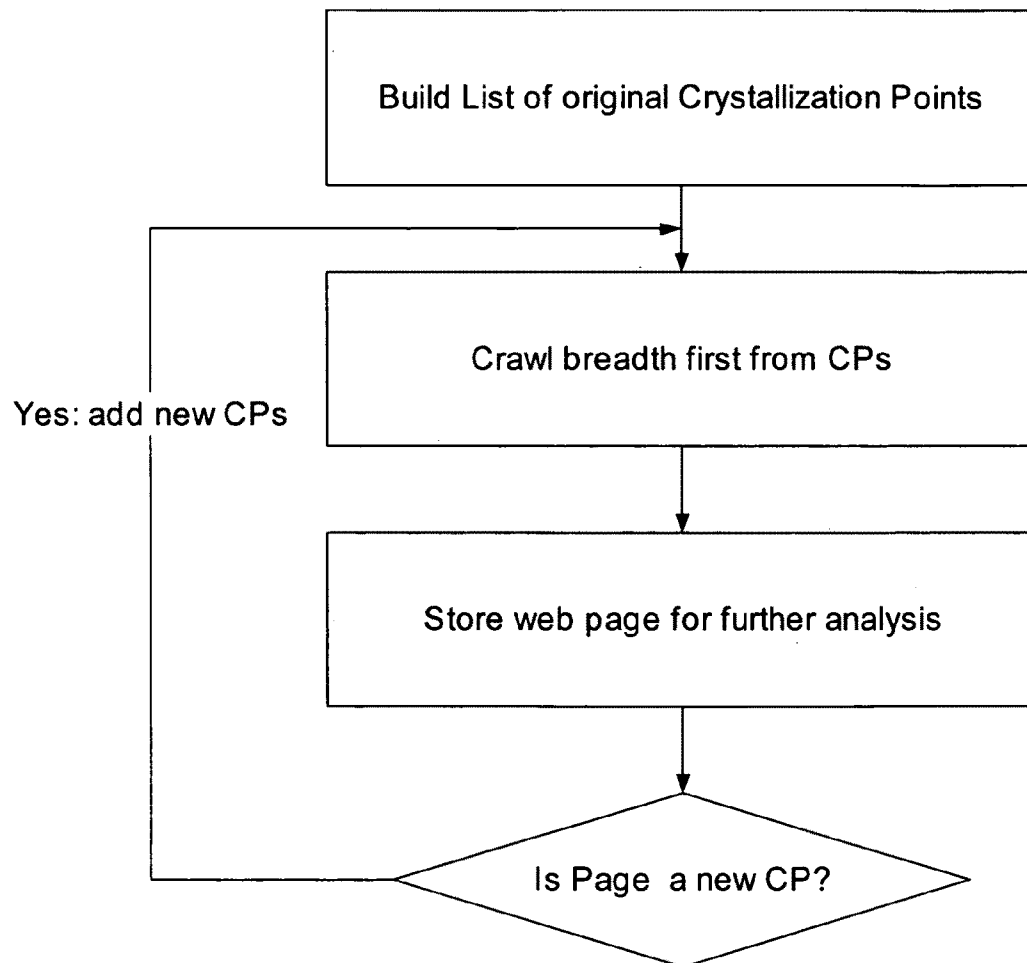 Build List of original Crystallization Points
Crawl breadth first from CPs
Yes: add new CPs
Store web page for further analysis
Is Page a new CP?